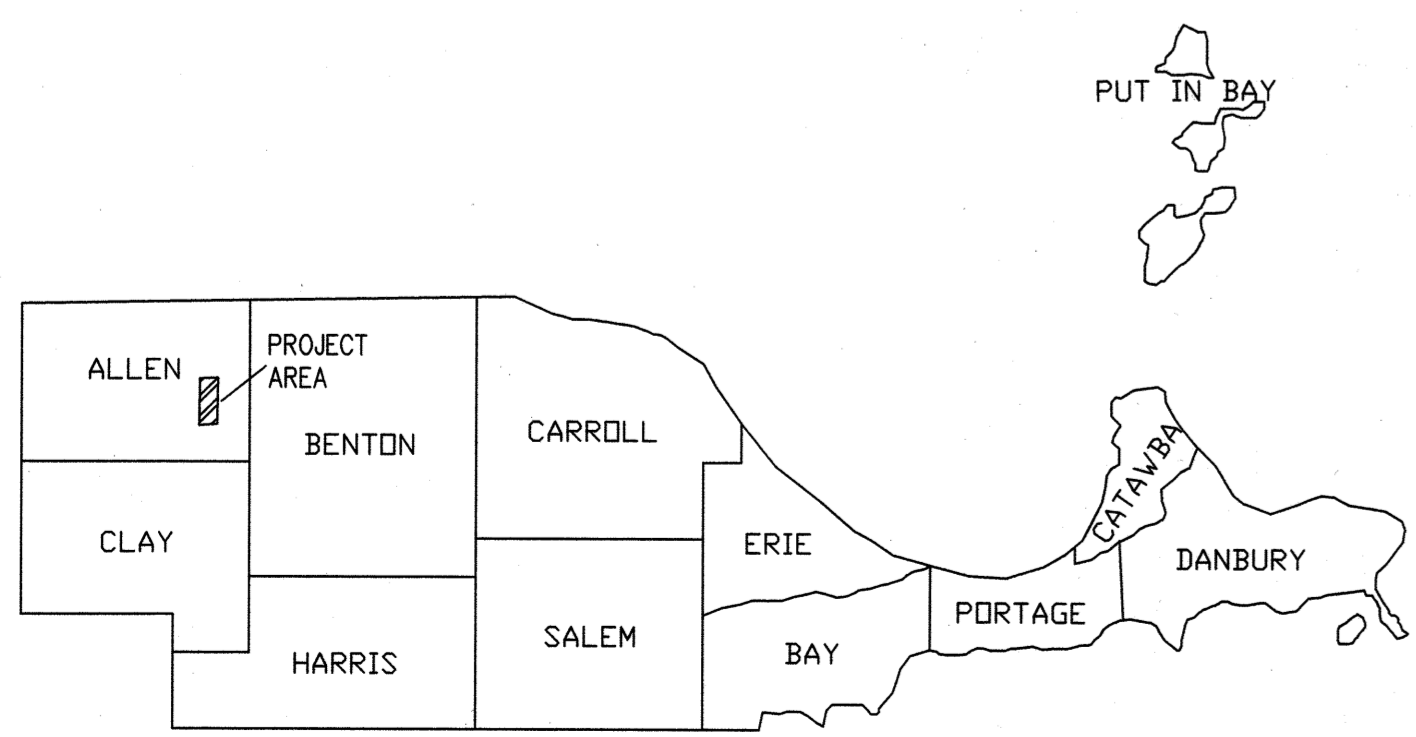 PUT IN BAY
PROJECT
AREA
ALLEN
BENTON
CARROLL
CATAWBA
CLAY
ERIE
DANBURY
PORTAGE
SALEM
BAY
HARRIS